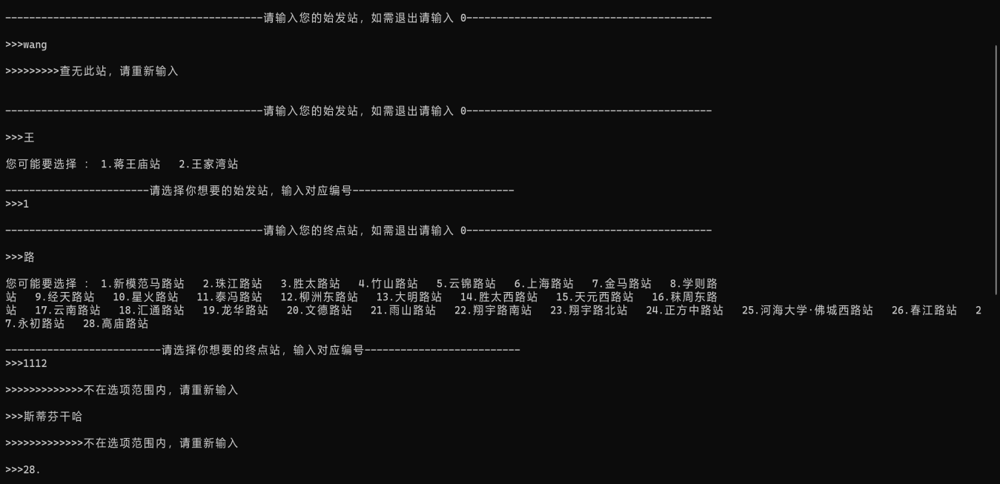 -------------------------------------------请输入您的始发站，如需退出请输入 0-----------------------------------------
>>>wang
>>>>>>>>>查无此站，请重新输入
-------------------------------------------请输入您的始发站，如需退出请输入 0-----------------------------------------
>>>王
您可能要选择 ： 1.蒋王庙站   2.王家湾站
------------------------请选择你想要的始发站，输入对应编号---------------------------
>>>1
-------------------------------------------请输入您的终点站，如需退出请输入 0-----------------------------------------
>>>路
您可能要选择 ： 1.新模范马路站   2.珠江路站   3.胜太路站   4.竹山路站   5.云锦路站   6.上海路站   7.金马路站   8.学则路
站   9.经天路站   10.星火路站   11.泰冯路站   12.柳洲东路站   13.大明路站   14.胜太西路站   15.天元西路站   16.秣周东路
站   17.云南路站   18.汇通路站   19.龙华路站   20.文德路站   21.雨山路站   22.翔宇路南站   23.翔宇路北站   24.正方中路站   25.河海大学·佛城西路站   26.春江路站   2
7.永初路站   28.高庙路站
--------------------------请选择你想要的终点站，输入对应编号--------------------------
>>>1112
>>>>>>>>>>>>>不在选项范围内，请重新输入
>>>斯蒂芬干哈
>>>>>>>>>>>>>不在选项范围内，请重新输入
>>>28.